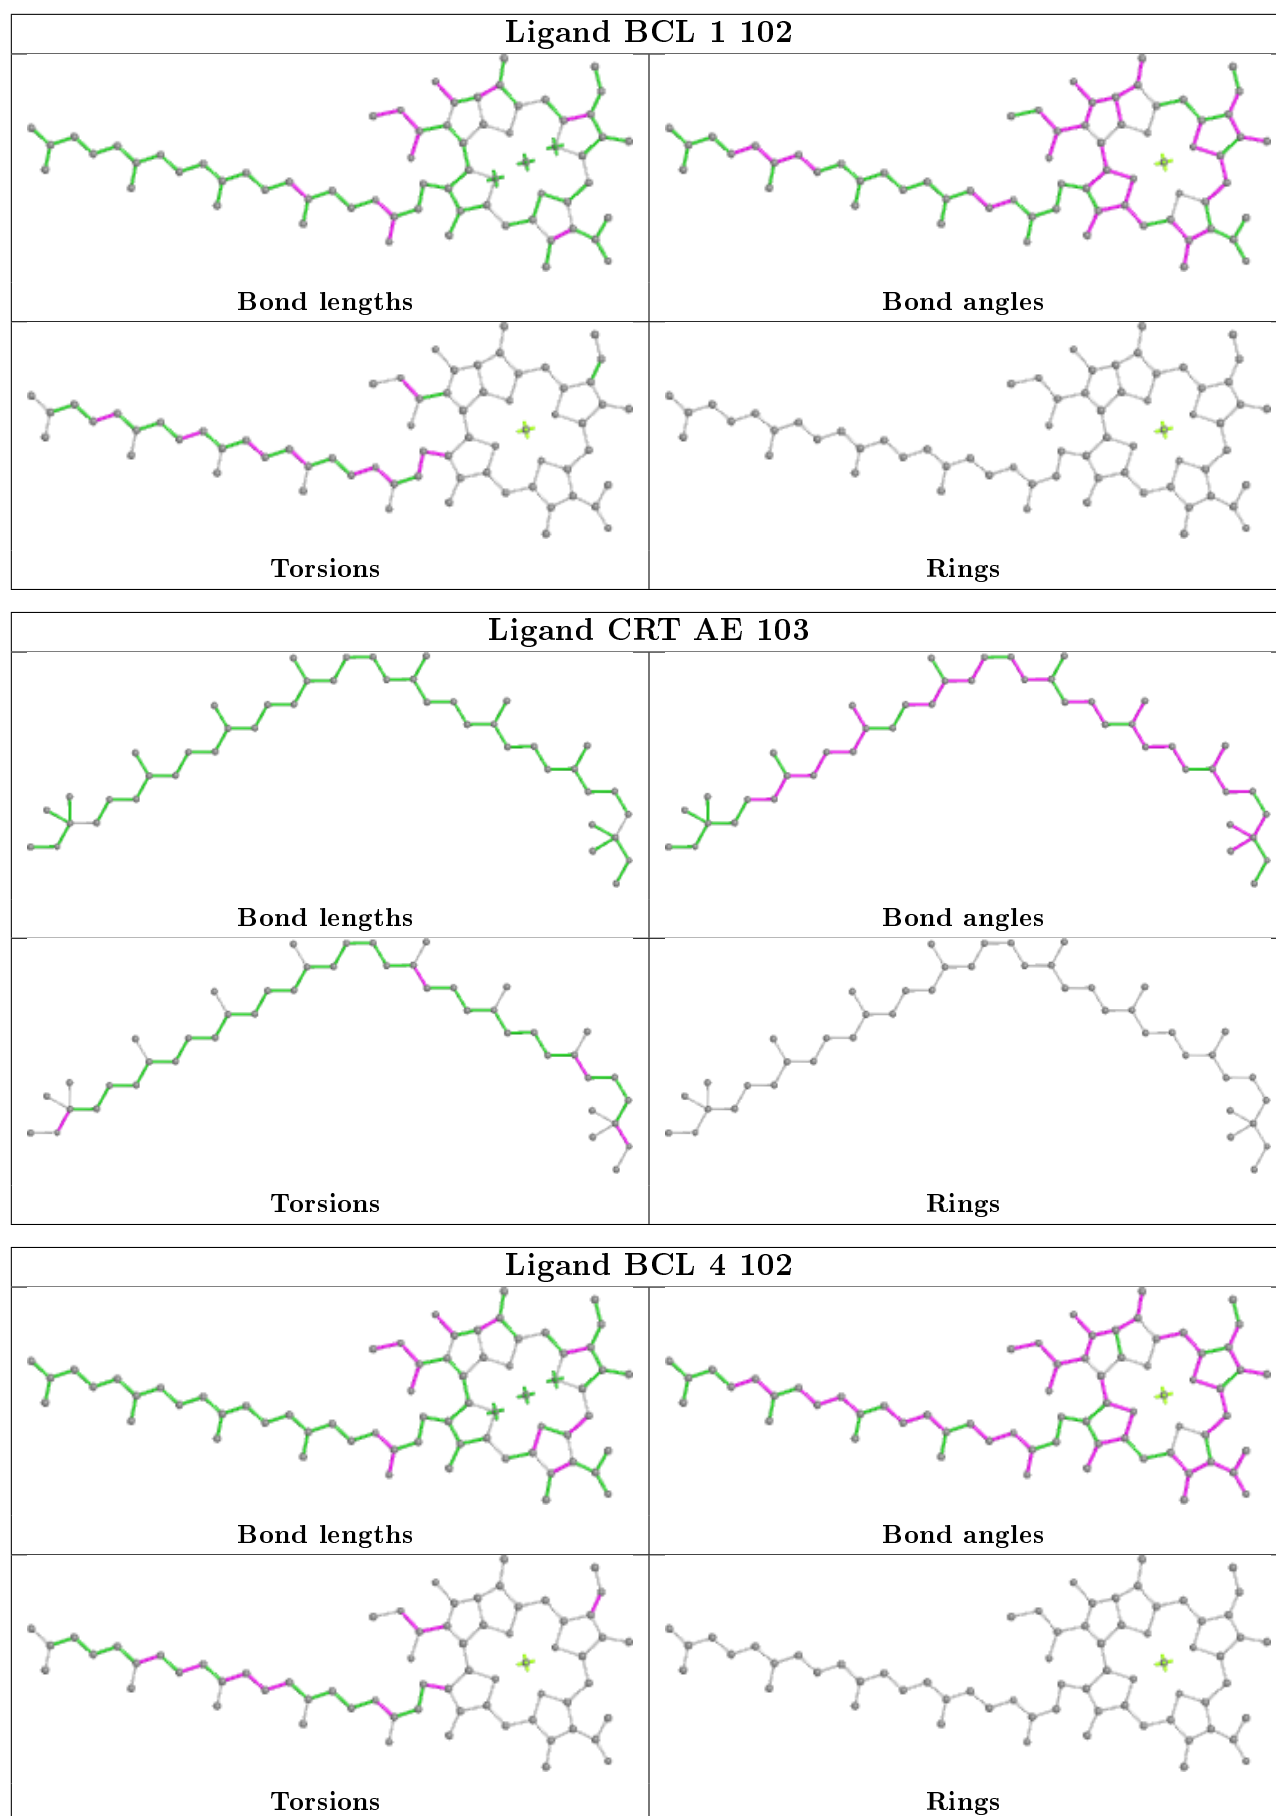 Ligand BCL 1 102
Bond lengths
Bond angles
Torsions
Rings
Ligand CRT AE 103
Bond lengths
Bond angles
Torsions
Rings
Ligand BCL 4 102
Bond lengths
Bond angles
Torsions
Rings